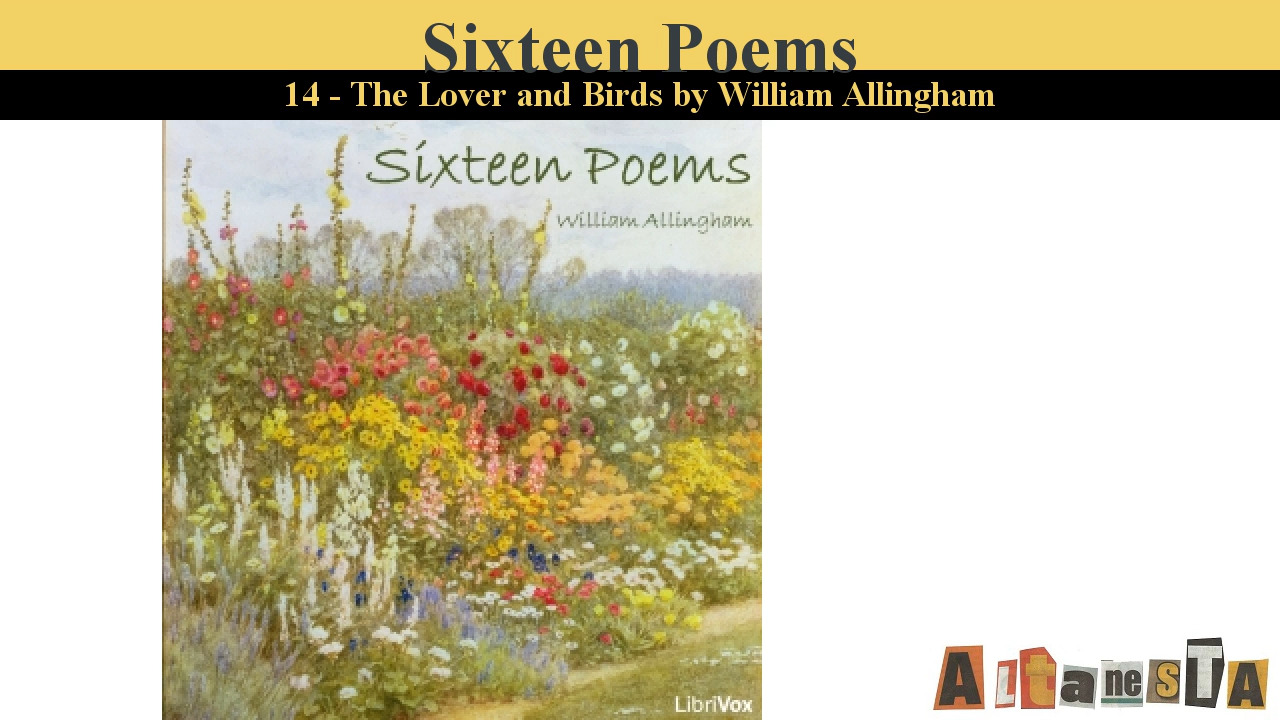 Sixteen Poems
14 - The Lover and Birds by William Allingham
Sixteen Poems
William Allingham
LibriVox
AltaneSTA